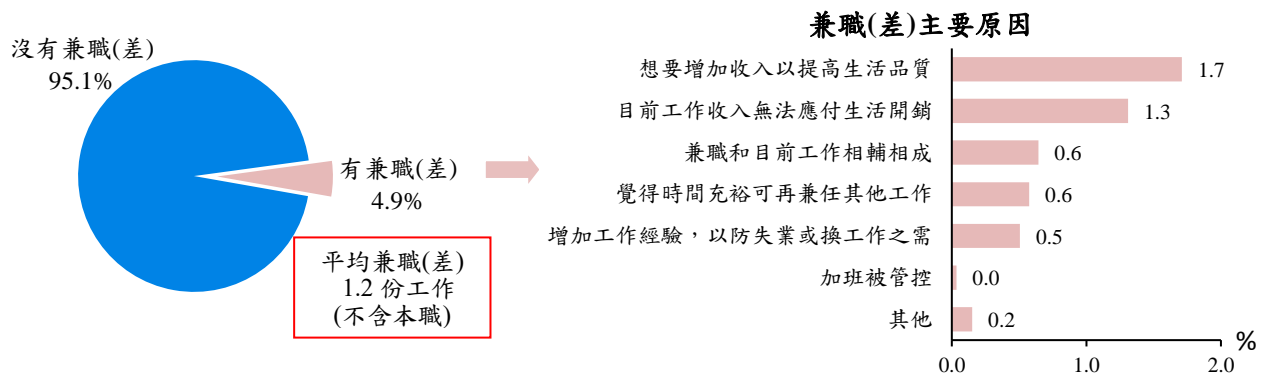 沒有兼職(差)
95.1%
有兼職(差)
4.9%
平均兼職(差)
1.2 份工作
(不含本職)
兼職(差)主要原因
想要增加收入以提高生活品質 1.7
目前工作收入無法應付生活開銷 1.3
兼職和目前工作相輔相成 0.6
覺得時間充裕可再兼任其他工作 0.6
增加工作經驗，以防失業或換工作之需 0.5
加班被管控 0.0
其他 0.2
%
0.0 1.0 2.0